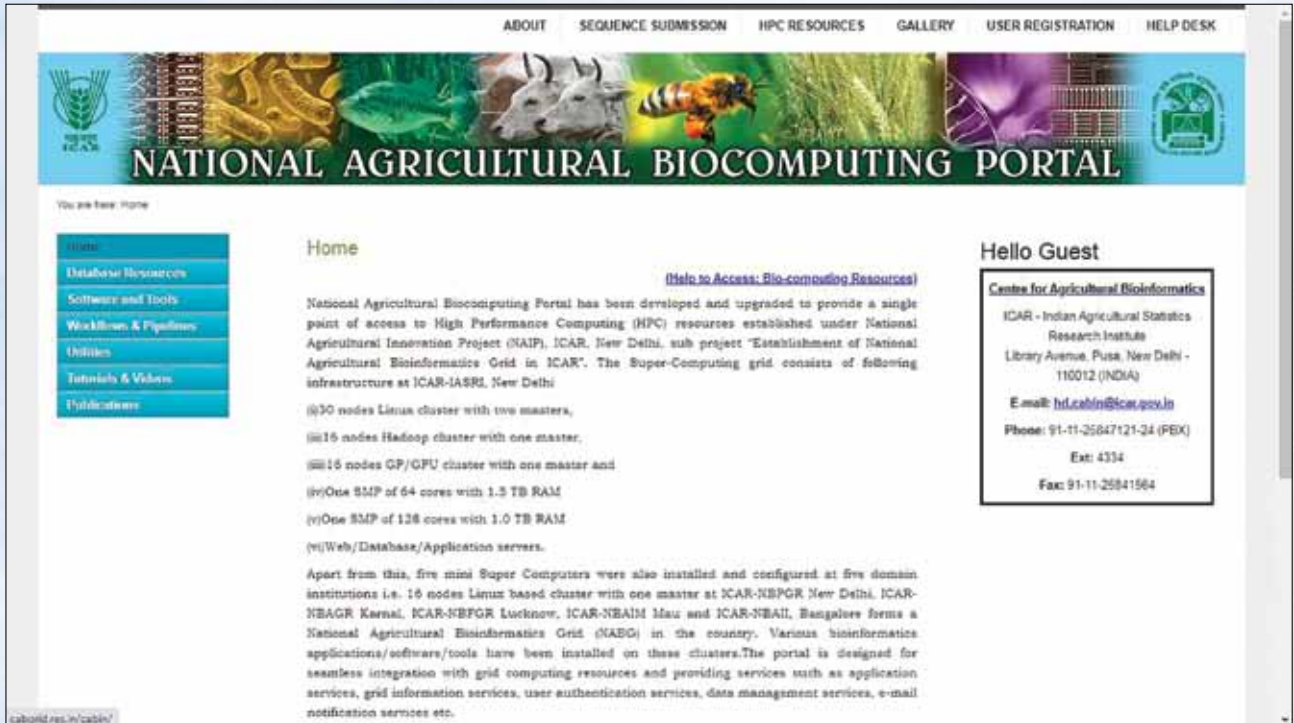 ABOUT SEQUENCE SUBMISSION HPC RESOURCES GALLERY USER REGISTRATION HELP DESK
I C A R
NATIONAL AGRICULTURAL BIOCOMPUTING PORTAL
You are here: Home
Home
Database Resources
Software and Tools
Workflows & Pipelines
Utilities
Tutorials & Videos
Publications
Home
(Help to Access: Bio-computing Resources)
National Agricultural Biocomputing Portal has been developed and upgraded to provide a single
point of access to High Performance Computing (HPC) resources established under National
Agricultural Innovation Project (NAIP), ICAR, New Delhi, sub project "Establishment of National
Agricultural Bioinformatics Grid in ICAR". The Super-Computing grid consists of following
infrastructure at ICAR-IASRI, New Delhi
(i)30 nodes Linux cluster with two masters,
(ii)16 nodes Hadoop cluster with one master,
(iii)16 nodes GP/GPU cluster with one master and
(iv)One SMP of 64 cores with 1.5 TB RAM
(v)One SMP of 128 cores with 1.0 TB RAM
(vi)Web/Database/Application servers.
Apart from this, five mini Super Computers were also installed and configured at five domain
institutions i.e. 16 nodes Linux based cluster with one master at ICAR-NBPGR New Delhi, ICAR-
NBAGR Karnal, ICAR-NBFGR Lucknow, ICAR-NBAIM Mau and ICAR-NBAII, Bangalore forms a
National Agricultural Bioinformatics Grid (NABG) in the country. Various bioinformatics
applications/software/tools have been installed on these clusters.The portal is designed for
seamless integration with grid computing resources and providing services such as application
services, grid information services, user authentication services, data management services, e-mail
notification services etc.
Hello Guest
Centre for Agricultural Bioinformatics
ICAR - Indian Agricultural Statistics
Research Institute
Library Avenue, Pusa, New Delhi -
110012 (INDIA)
E-mail: hd.cabin@icar.gov.in
Phone: 91-11-25847121-24 (PBX)
Ext: 4334
Fax: 91-11-25841564